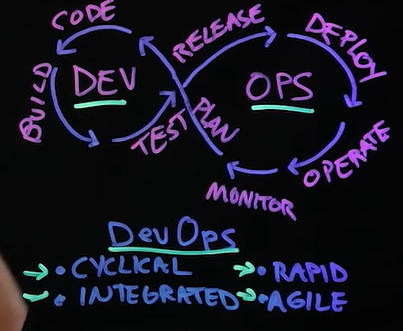 CODE
RELEASE
DEPLOY
BUILD
DEV
OPS
TEST
PLAN
OPERATE
MONITOR
DevOps
• CYCLICAL
• RAPID
• INTEGRATED
• AGILE